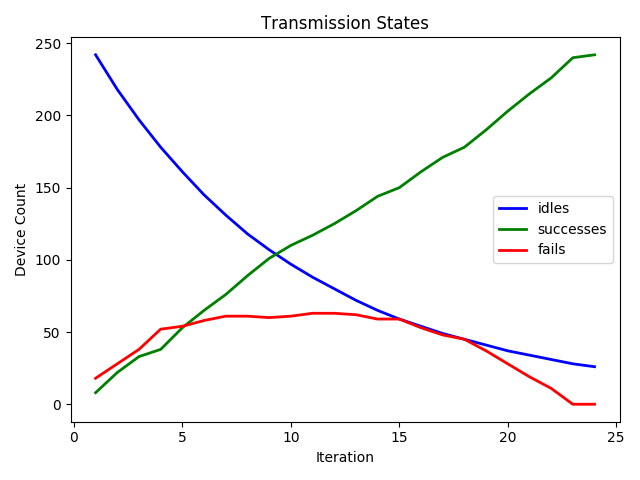 Transmission States
Device Count
250
200
150
100
50
0
idles
successes
fails
0 5 10 15 20 25
Iteration